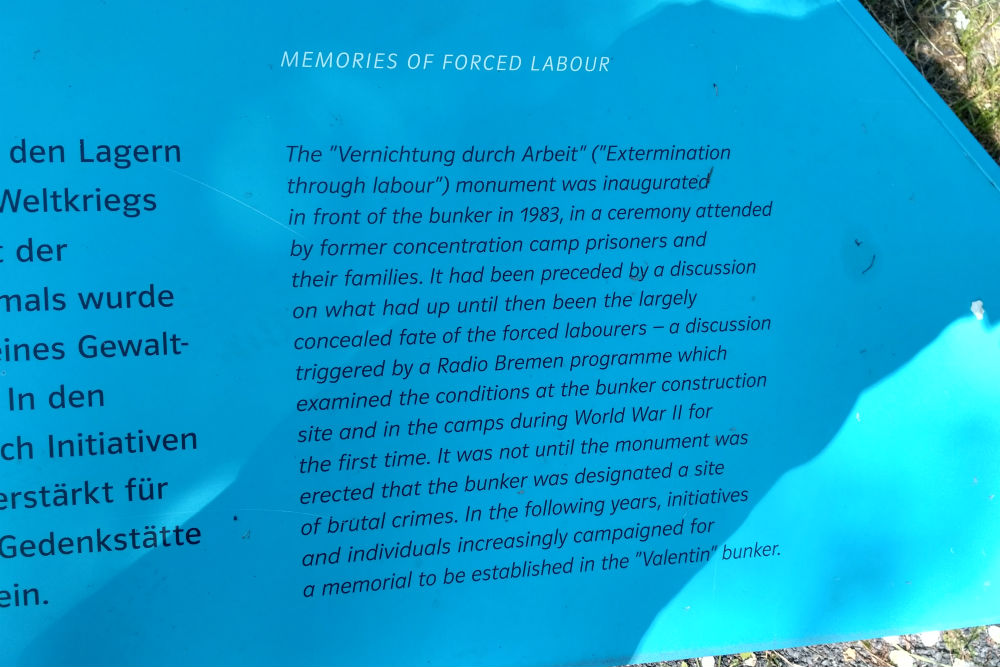 den Lagern
Weltkriegs
der
mals wurde
eines Gewalt-
In den
ch Initiativen
erstärkt für
Gedenkstätte
ein.
MEMORIES OF FORCED LABOUR
The "Vernichtung durch Arbeit" ("Extermination
through labour") monument was inaugurated
in front of the bunker in 1983, in a ceremony attended
by former concentration camp prisoners and
their families. It had been preceded by a discussion
on what had up until then been the largely
concealed fate of the forced labourers – a discussion
triggered by a Radio Bremen programme which
examined the conditions at the bunker construction
site and in the camps during World War II for
the first time. It was not until the monument was
erected that the bunker was designated a site
of brutal crimes. In the following years, initiatives
and individuals increasingly campaigned for
a memorial to be established in the "Valentin" bunker.